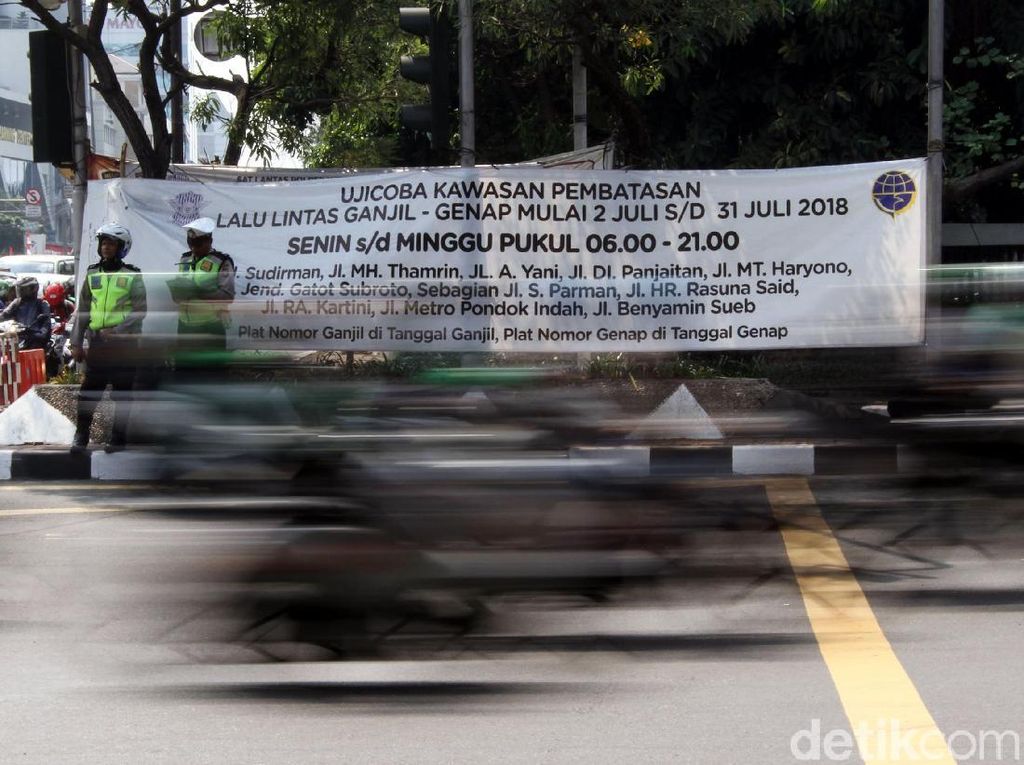 SAT LANTAS
UJICOBA KAWASAN PEMBATASAN
LALU LINTAS GANJIL - GENAP MULAI 2 JULI S/D 31 JULI 2018
SENIN s/d MINGGU PUKUL 06.00 - 21.00
Sudirman, Jl. MH. Thamrin, JL. A. Yani, Jl. DI. Panjaitan, Jl. MT. Haryono,
Jend. Gatot Subroto, Sebagian Jl. S. Parman, Jl. HR. Rasuna Said,
Jl. RA. Kartini, Jl. Metro Pondok Indah, Jl. Benyamin Sueb
Plat Nomor Ganjil di Tanggal Ganjil, Plat Nomor Genap di Tanggal Genap
detikcom